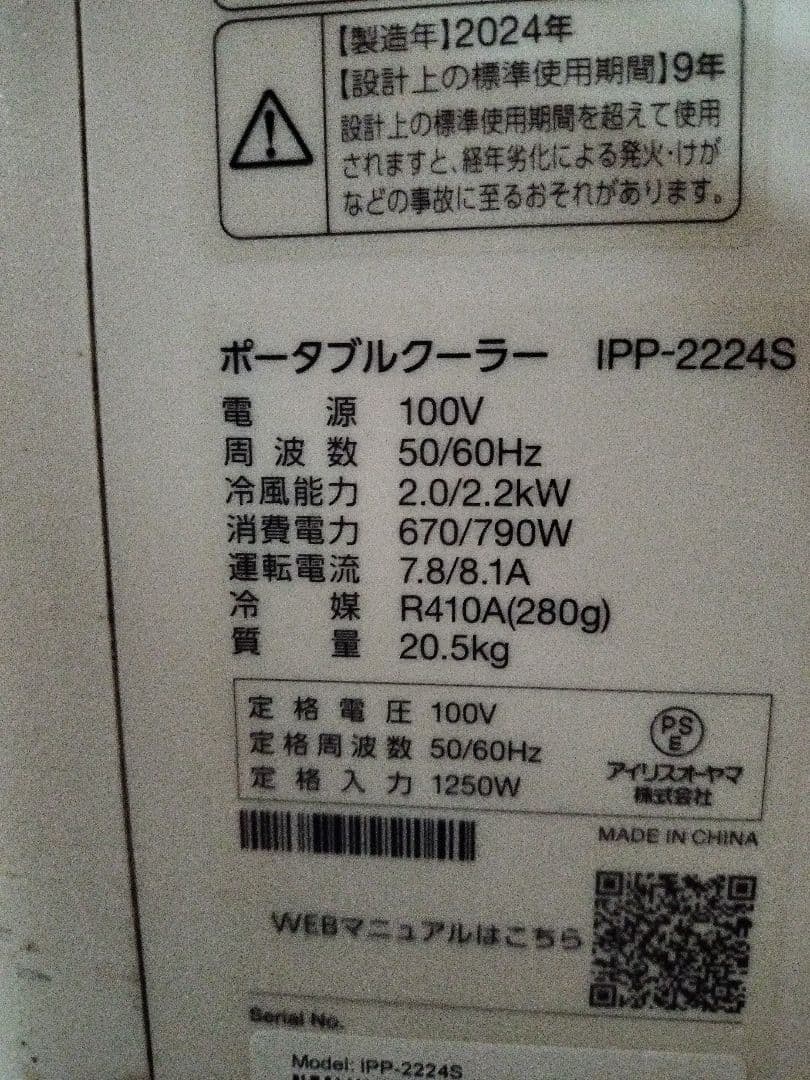 【製造年】2024年
【設計上の標準使用期間】9年
設計上の標準使用期間を超えて使用
されますと、経年劣化による発火・けが
などの事故に至るおそれがあります。
ポータブルクーラー IPP-2224S
電源 100V
周波数 50/60Hz
冷風能力 2.0/2.2kW
消費電力 670/790W
運転電流 7.8/8.1A
冷媒 R410A(280g)
質量 20.5kg
定格電圧 100V
定格周波数 50/60Hz
定格入力 1250W
PSE
アイリスオーヤマ
株式会社
MADE IN CHINA
WEBマニュアルはこちら
Serial No.
Model: IPP-2224S